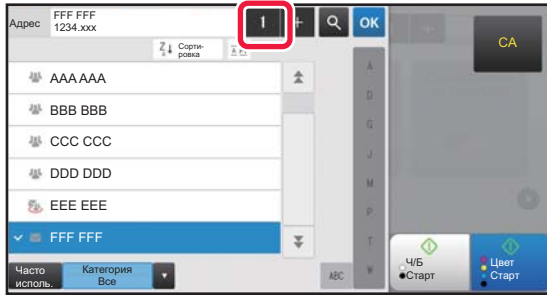 Адрес
FFF FFF
1234.xxx
1
+
OK
CA
Z
Сорти-
ровка
AAA AAA
BBB BBB
CCC CCC
DDD DDD
EEE EEE
FFF FFF
A
D
G
J
M
P
T
W
ABC
Часто
исполь.
Категория
Все
Ч/Б
Старт
Цвет
Старт